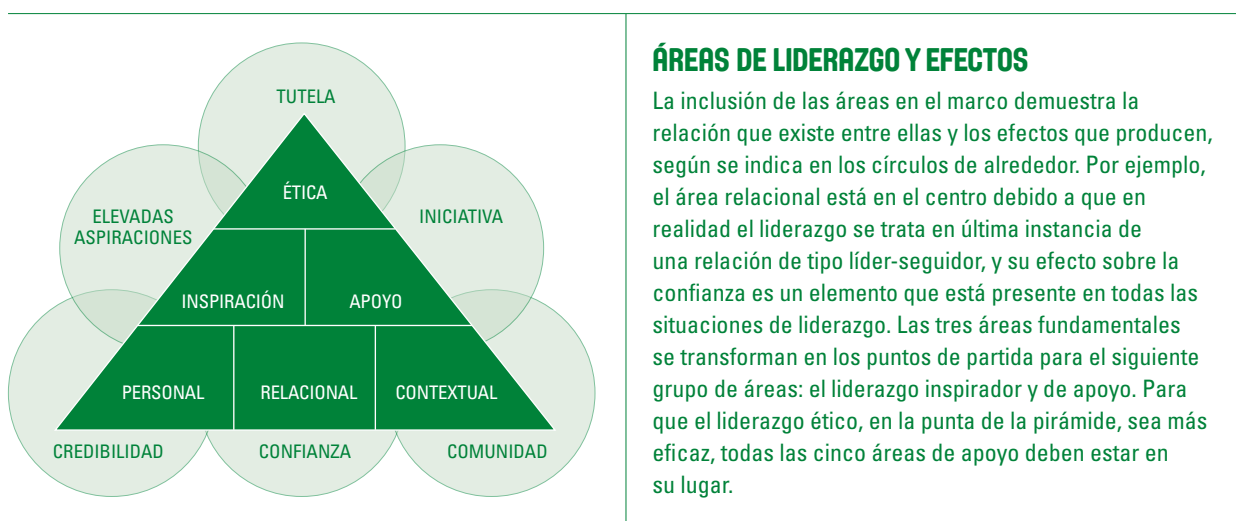 TUTELA
ÉTICA
ELEVADAS
ASPIRACIONES
INICIATIVA
INSPIRACIÓN
APOYO
PERSONAL
RELACIONAL
CONTEXTUAL
CREDIBILIDAD
CONFIANZA
COMUNIDAD
ÁREAS DE LIDERAZGO Y EFECTOS
La inclusión de las áreas en el marco demuestra la
relación que existe entre ellas y los efectos que producen,
según se indica en los círculos de alrededor. Por ejemplo,
el área relacional está en el centro debido a que en
realidad el liderazgo se trata en última instancia de
una relación de tipo líder-seguidor, y su efecto sobre la
confianza es un elemento que está presente en todas las
situaciones de liderazgo. Las tres áreas fundamentales
se transforman en los puntos de partida para el siguiente
grupo de áreas: el liderazgo inspirador y de apoyo. Para
que el liderazgo ético, en la punta de la pirámide, sea más
eficaz, todas las cinco áreas de apoyo deben estar en
su lugar.